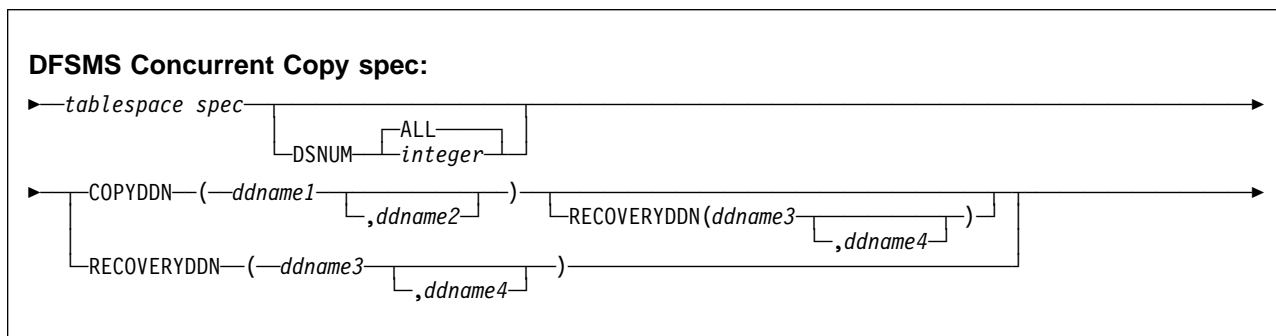 DFSMS Concurrent Copy spec:
tablespace spec
ALL
DSNUM integer
COPYDDN ( ddname1 )
,ddname2 RECOVERYDDN(ddname3 )
,ddname4
RECOVERYDDN ( ddname3 )
,ddname4